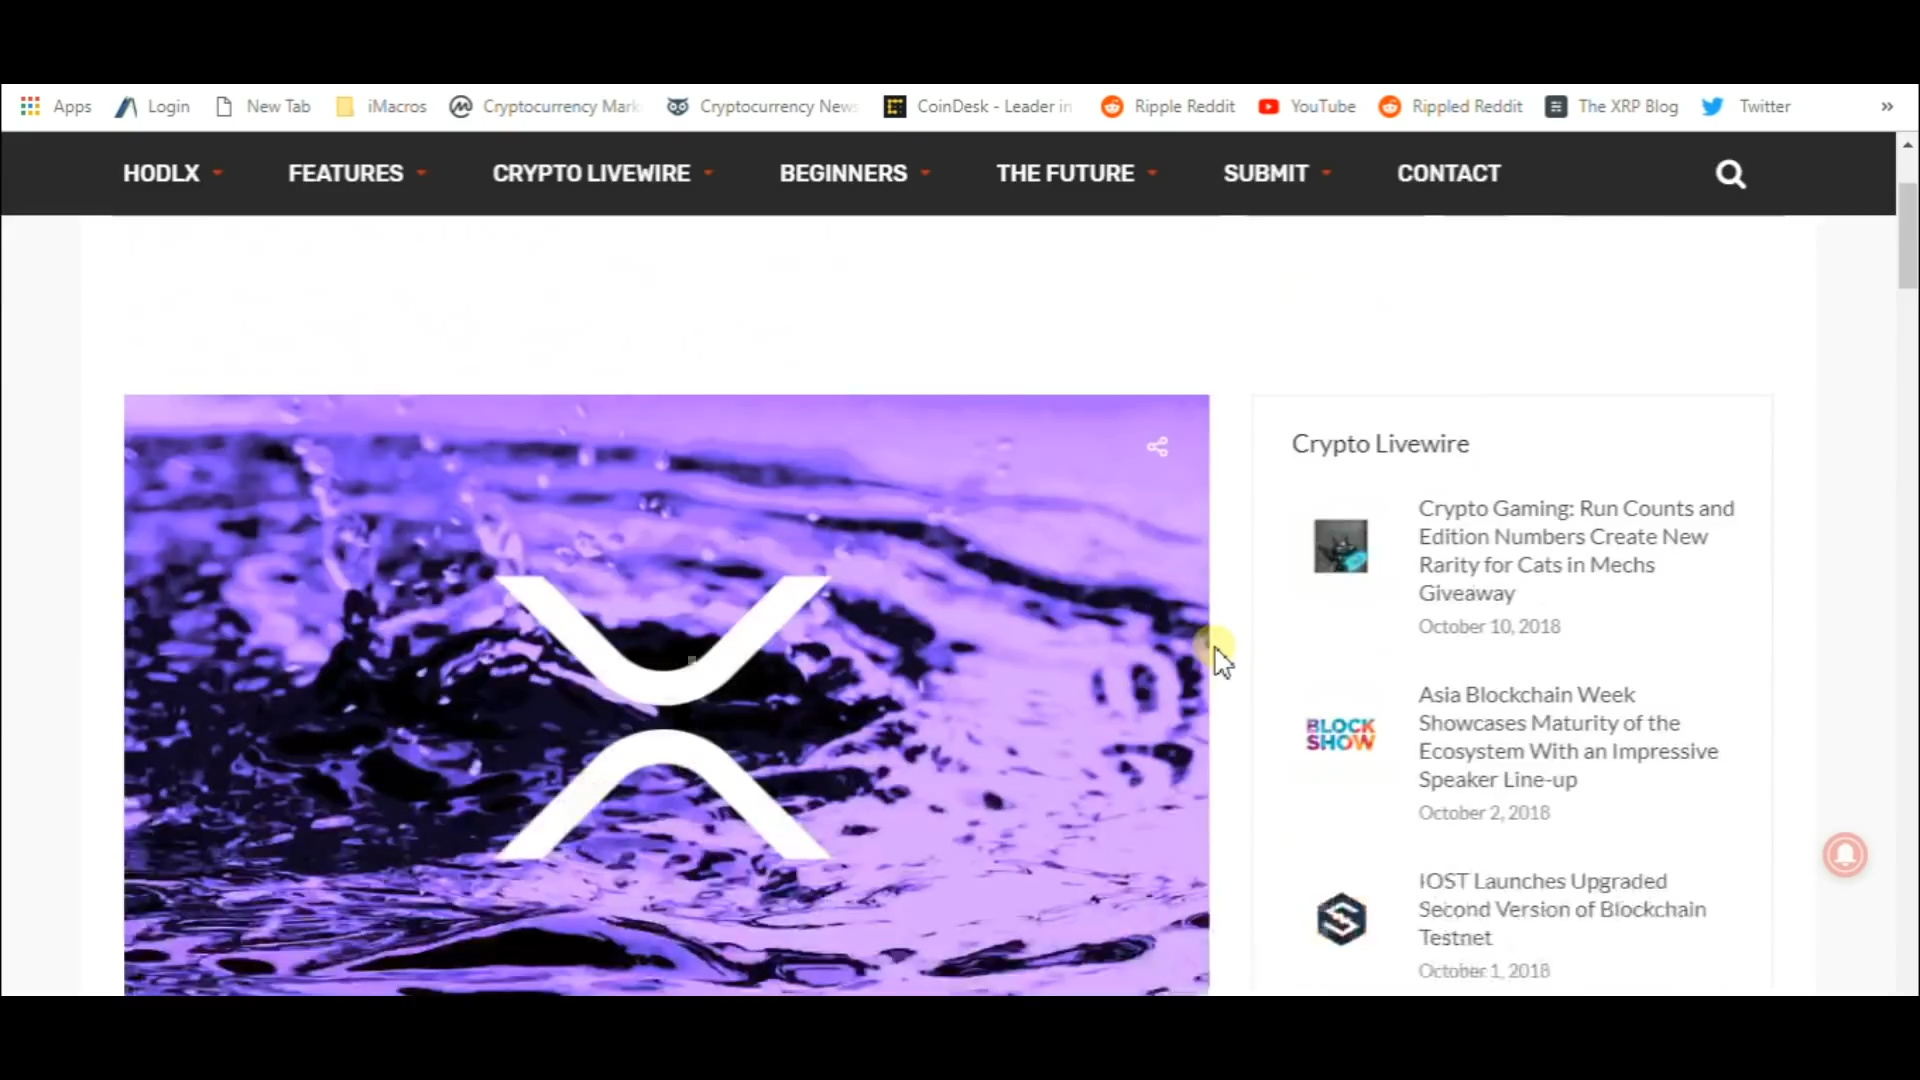 Apps Login New Tab iMacros Cryptocurrency Mark Cryptocurrency News CoinDesk - Leader in Ripple Reddit YouTube Rippled Reddit The XRP Blog Twitter »
HODLX FEATURES CRYPTO LIVEWIRE BEGINNERS THE FUTURE SUBMIT CONTACT
Crypto Livewire
Crypto Gaming: Run Counts and
Edition Numbers Create New
Rarity for Cats in Mechs
Giveaway
October 10, 2018
BLOCK
SHOW
Asia Blockchain Week
Showcases Maturity of the
Ecosystem With an Impressive
Speaker Line-up
October 2, 2018
IOST Launches Upgraded
Second Version of Blockchain
Testnet
October 1, 2018